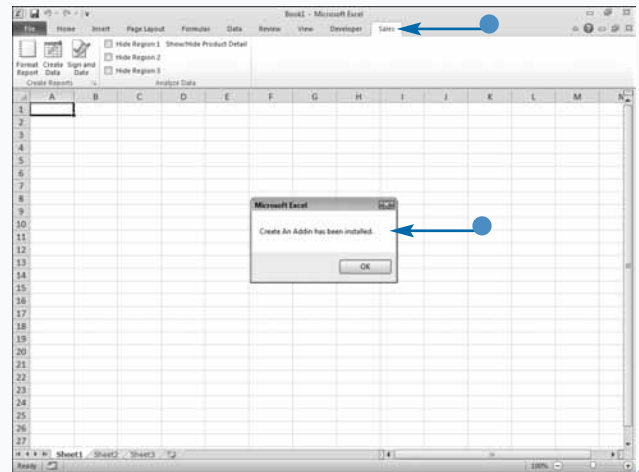 Book1 - Microsoft Excel
File Home Insert Page Layout Formulas Data Review View Developer Sales
Format Report
Create Data
Sign and Date
Hide Region 1
Show/Hide Product Detail
Hide Region 2
Hide Region 3
Create Reports
Analyze Data
A B C D E F G H I J K L M N
1
2
3
4
5
6
7
8
9
10
11
12
13
14
15
16
17
18
19
20
21
22
23
24
25
26
27
Microsoft Excel
Create An Addin has been installed.
OK
Sheet1 Sheet2 Sheet3
Ready
100%